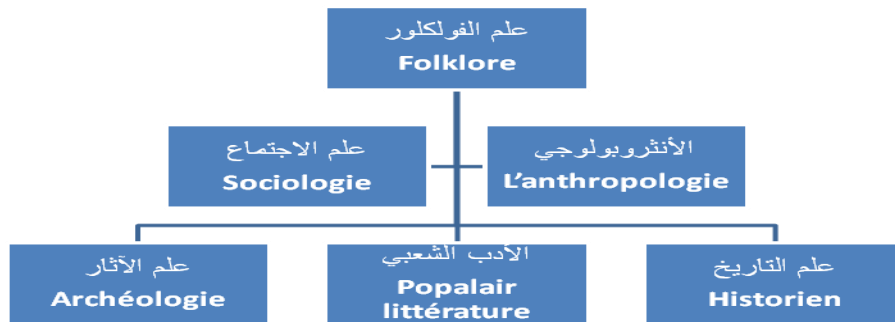 علم الفولكلور
Folklore
علم الاجتماع
Sociologie
الأنثروبولوجي
L'anthropologie
علم الآثار
Archéologie
الأدب الشعبي
Popalair
littérature
علم التاريخ
Historien